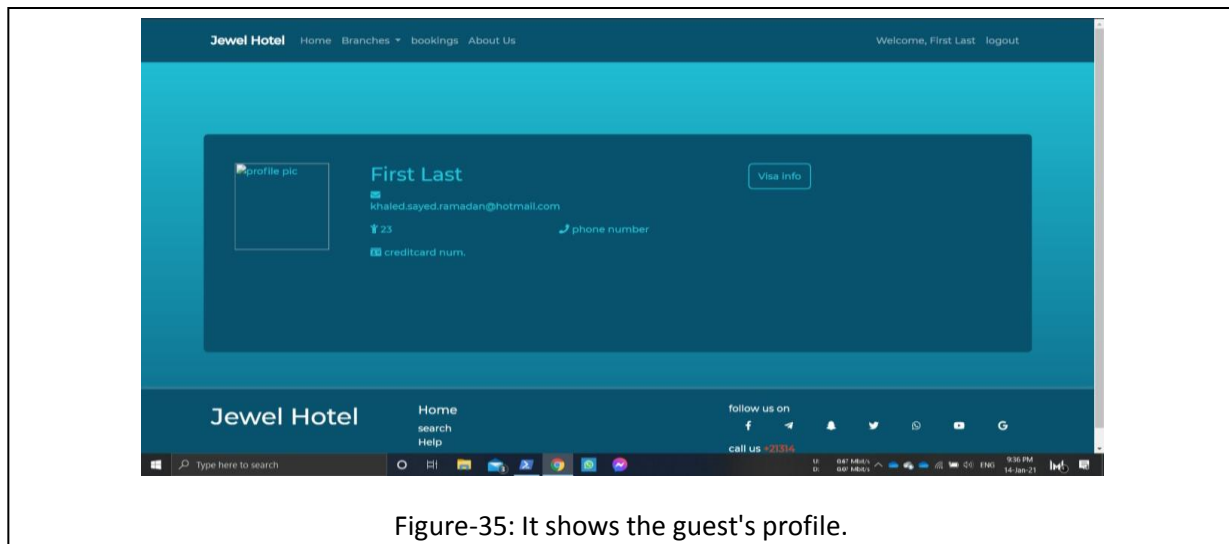 Jewel Hotel Home Branches bookings About Us Welcome, First Last logout
profile pic
First Last
Visa info
khaled.sayed.ramadan@hotmail.com
23 phone number
creditcard num.
Jewel Hotel
Home
search
Help
follow us on
call us +21314
Type here to search
ENG
9:36 PM
14-Jan-21
Figure-35: It shows the guest's profile.